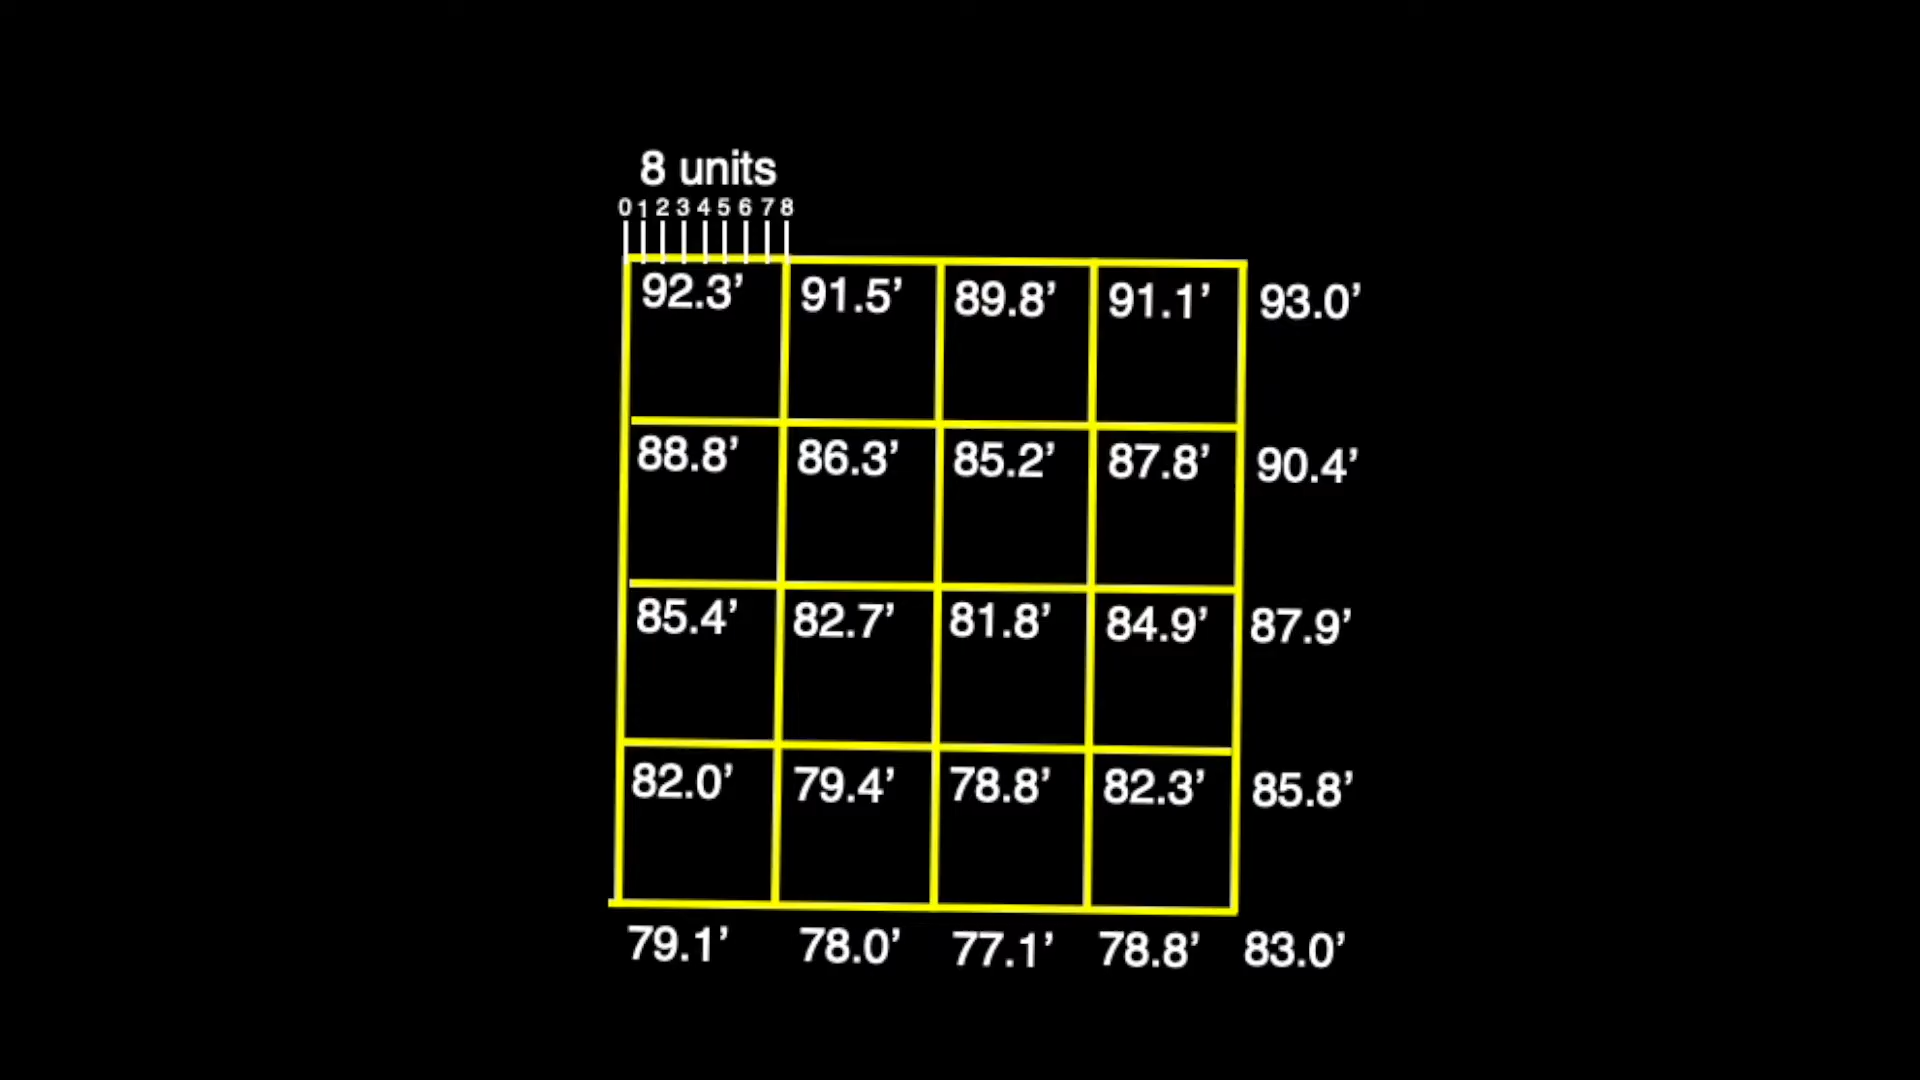 8 units
0 1 2 3 4 5 6 7 8
92.3’ 91.5’ 89.8’ 91.1’ 93.0’
88.8’ 86.3’ 85.2’ 87.8’ 90.4’
85.4’ 82.7’ 81.8’ 84.9’ 87.9’
82.0’ 79.4’ 78.8’ 82.3’ 85.8’
79.1’ 78.0’ 77.1’ 78.8’ 83.0’